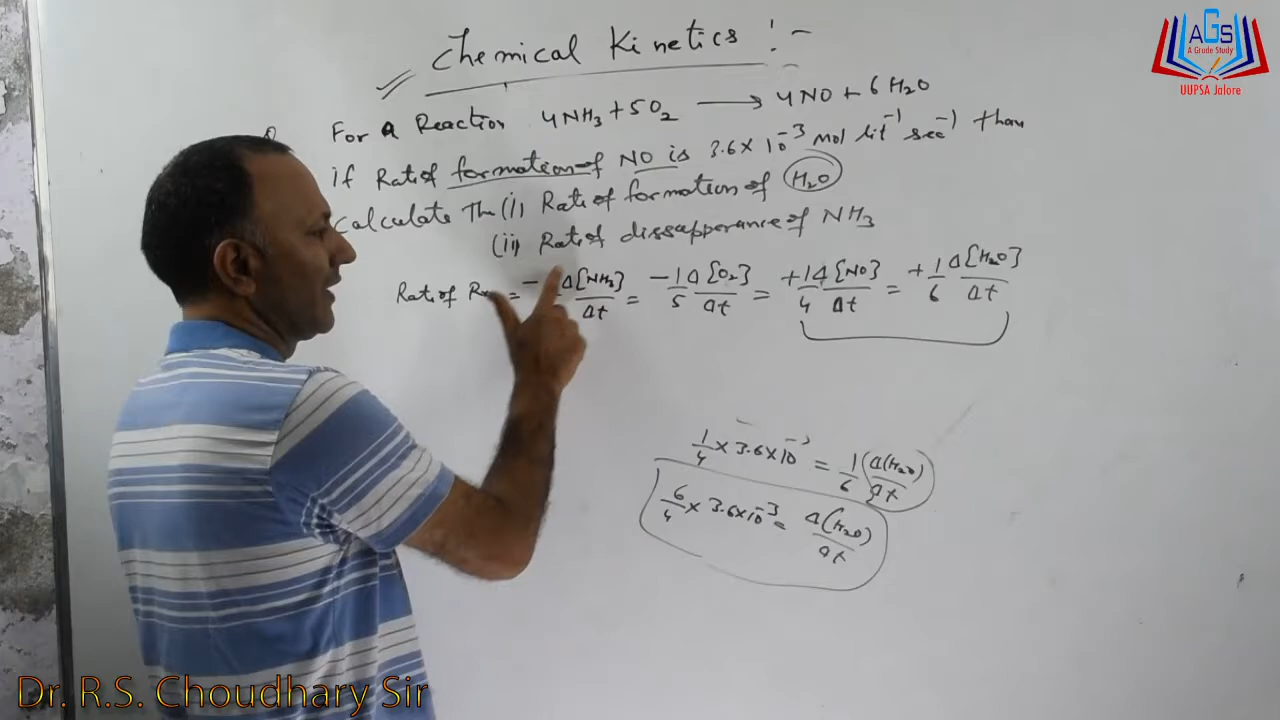 Chemical Kinetics :-
AGS
A Grade Study
UUPSA Jalore
For a Reaction 4NH₃ + 5O₂ → 4NO + 6H₂O
if Rate of formation of NO is 3.6 × 10⁻³ mol lit⁻¹ sec⁻¹ than
Calculate The (i) Rate of formation of H₂O
(ii) Rate of dissapperance of NH₃
Rate of = - Δ[NH₃]/Δt = -1/5 Δ[O₂]/Δt = +1/4 Δ[NO]/Δt = +1/6 Δ[H₂O]/Δt
1/4 × 3.6×10⁻³ = 1/6 (Δ(H₂O)/Δt)
6/4 × 3.6×10⁻³ = Δ(H₂O)/Δt
Dr. R.S. Choudhary Sir